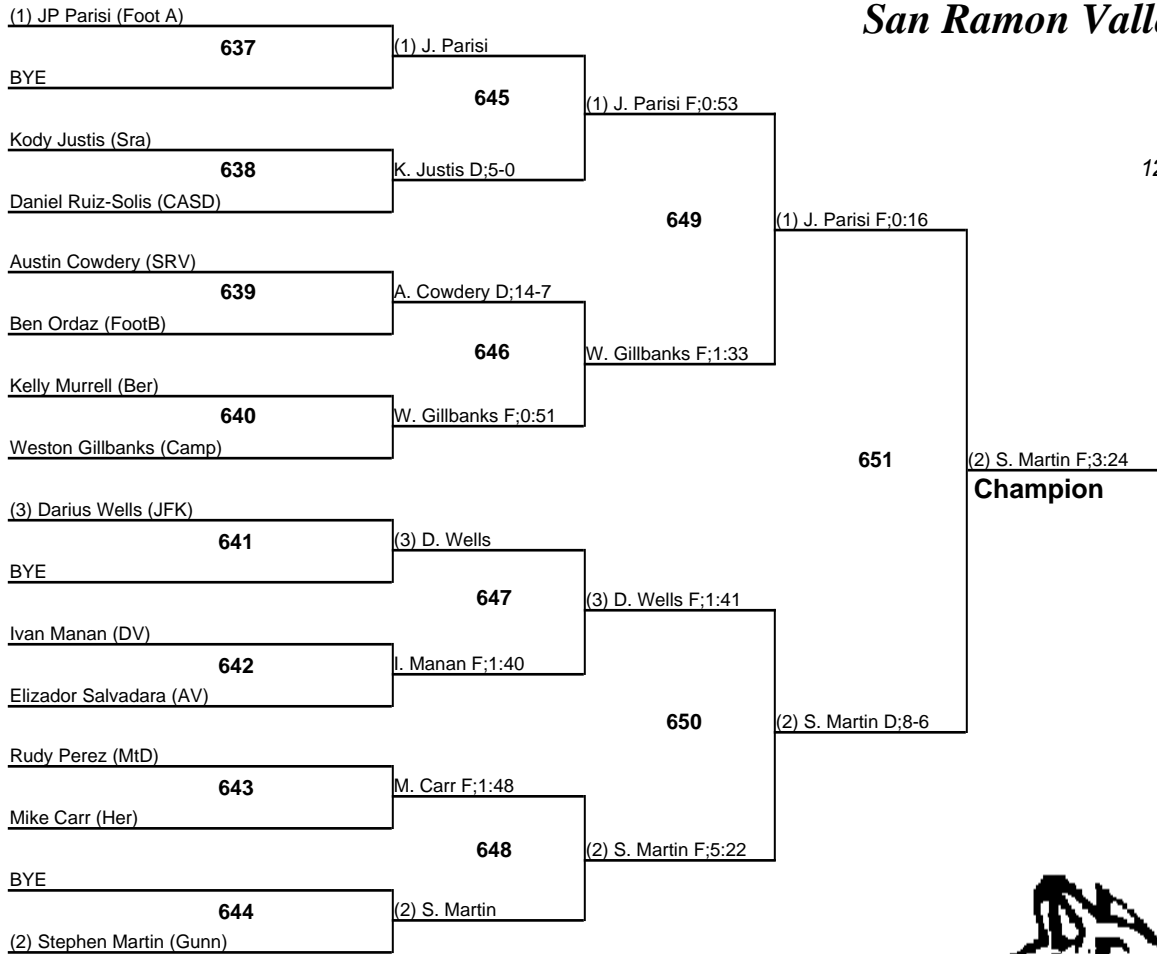 San Ramon Valle
12
(1) JP Parisi (Foot A)
637
BYE
(1) J. Parisi
645
Kody Justis (Sra)
638
Daniel Ruiz-Solis (CASD)
K. Justis D;5-0
(1) J. Parisi F;0:53
649
Austin Cowdery (SRV)
639
Ben Ordaz (FootB)
A. Cowdery D;14-7
646
Kelly Murrell (Ber)
640
Weston Gillbanks (Camp)
W. Gillbanks F;0:51
W. Gillbanks F;1:33
(1) J. Parisi F;0:16
651
(3) Darius Wells (JFK)
641
BYE
(3) D. Wells
647
Ivan Manan (DV)
642
Elizador Salvadara (AV)
I. Manan F;1:40
(3) D. Wells F;1:41
650
Rudy Perez (MtD)
643
Mike Carr (Her)
M. Carr F;1:48
648
BYE
644
(2) Stephen Martin (Gunn)
(2) S. Martin
(2) S. Martin F;5:22
(2) S. Martin D;8-6
(2) S. Martin F;3:24
Champion